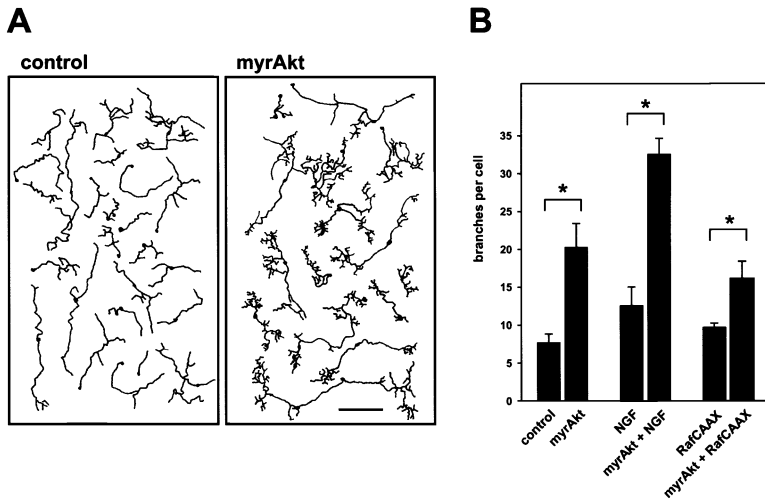 A
control
myrAkt
B
branches per cell
35
30
25
20
15
10
5
0
*
*
*
control
myrAkt
NGF
myrAkt + NGF
RafCAAX
myrAkt + RafCAAX